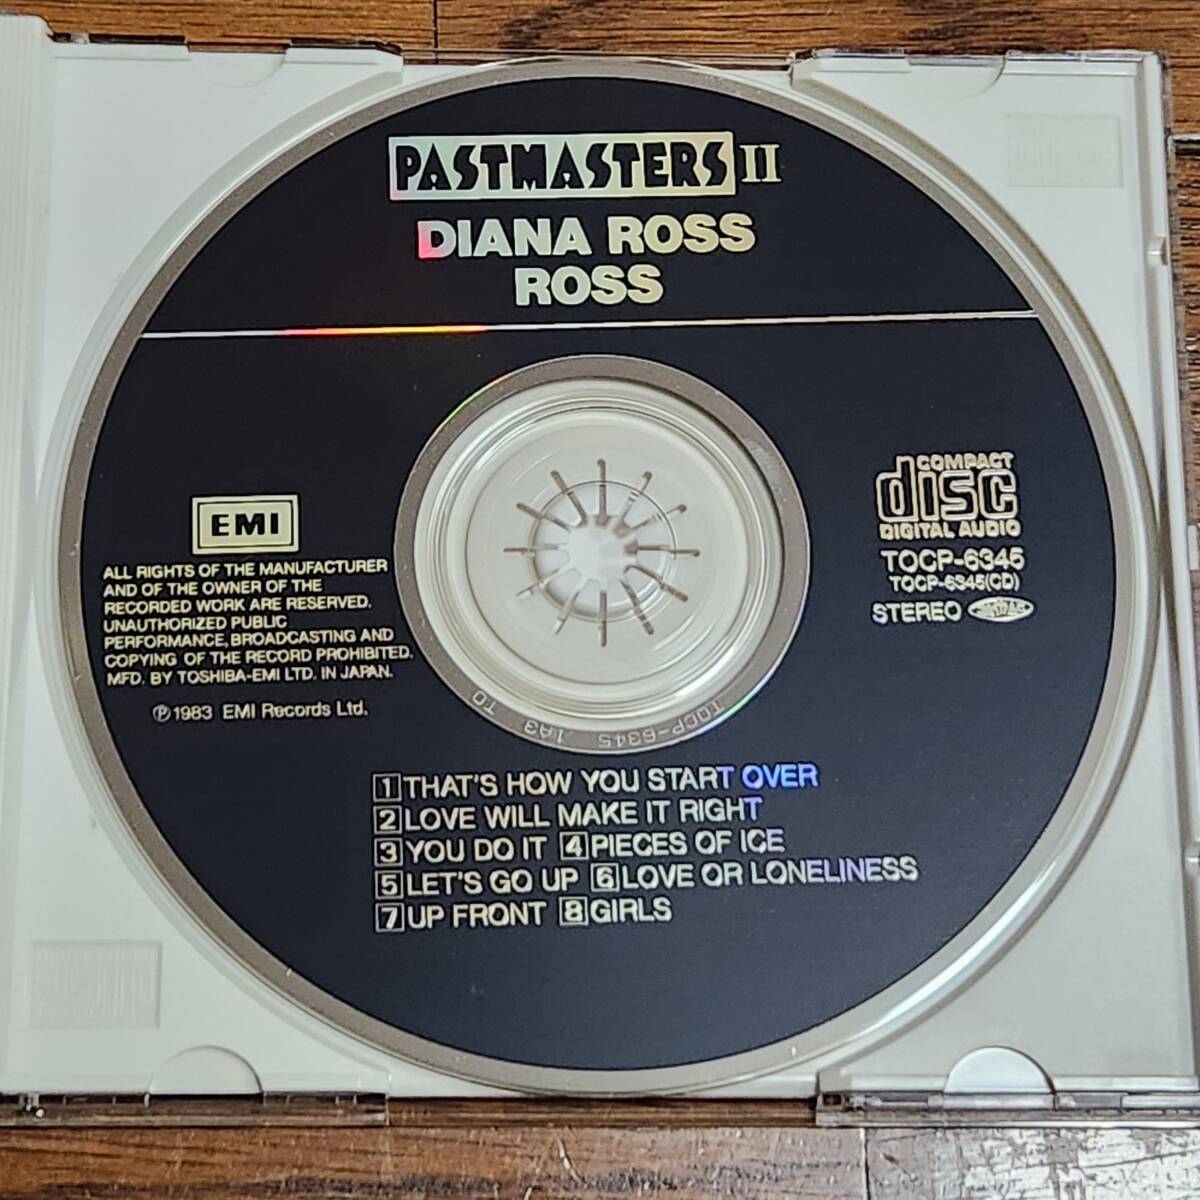 PASTMASTERS II
DIANA ROSS
ROSS
EMI
ALL RIGHTS OF THE MANUFACTURER
AND OF THE OWNER OF THE
RECORDED WORK ARE RESERVED.
UNAUTHORIZED PUBLIC
PERFORMANCE, BROADCASTING AND
COPYING OF THE RECORD PROHIBITED.
MFD. BY TOSHIBA-EMI LTD. IN JAPAN.
℗ 1983 EMI Records Ltd.
COMPACT
disc
DIGITAL AUDIO
TOCP-6345
TOCP-6345(CD)
STEREO
TOCP-6345 1A3 TO
1 THAT'S HOW YOU START OVER
2 LOVE WILL MAKE IT RIGHT
3 YOU DO IT 4 PIECES OF ICE
5 LET'S GO UP 6 LOVE OR LONELINESS
7 UP FRONT 8 GIRLS